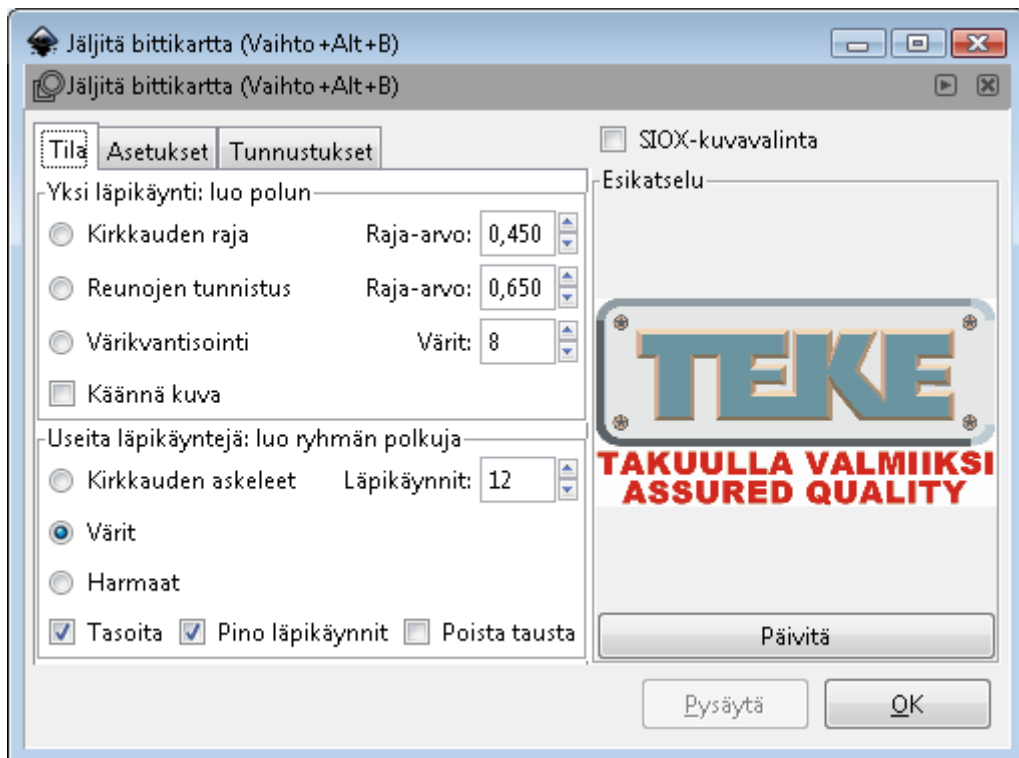 Jäljitä bittikartta (Vaihto+Alt+B)
Jäljitä bittikartta (Vaihto+Alt+B)
Tila Asetukset Tunnustukset
Yksi läpikäynti: luo polun
Kirkkauden raja Raja-arvo: 0,450
Reunojen tunnistus Raja-arvo: 0,650
Värikvantisointi Värit: 8
Käännä kuva
Useita läpikäyntejä: luo ryhmän polkuja
Kirkkauden askeleet Läpikäynnit: 12
Värit
Harmaat
Tasoita Pino läpikäynnit Poista tausta
SIOX-kuvavalinta
Esikatselu
TEKE
TAKUULLA VALMIIKSI
ASSURED QUALITY
Päivitä
Pysäytä OK